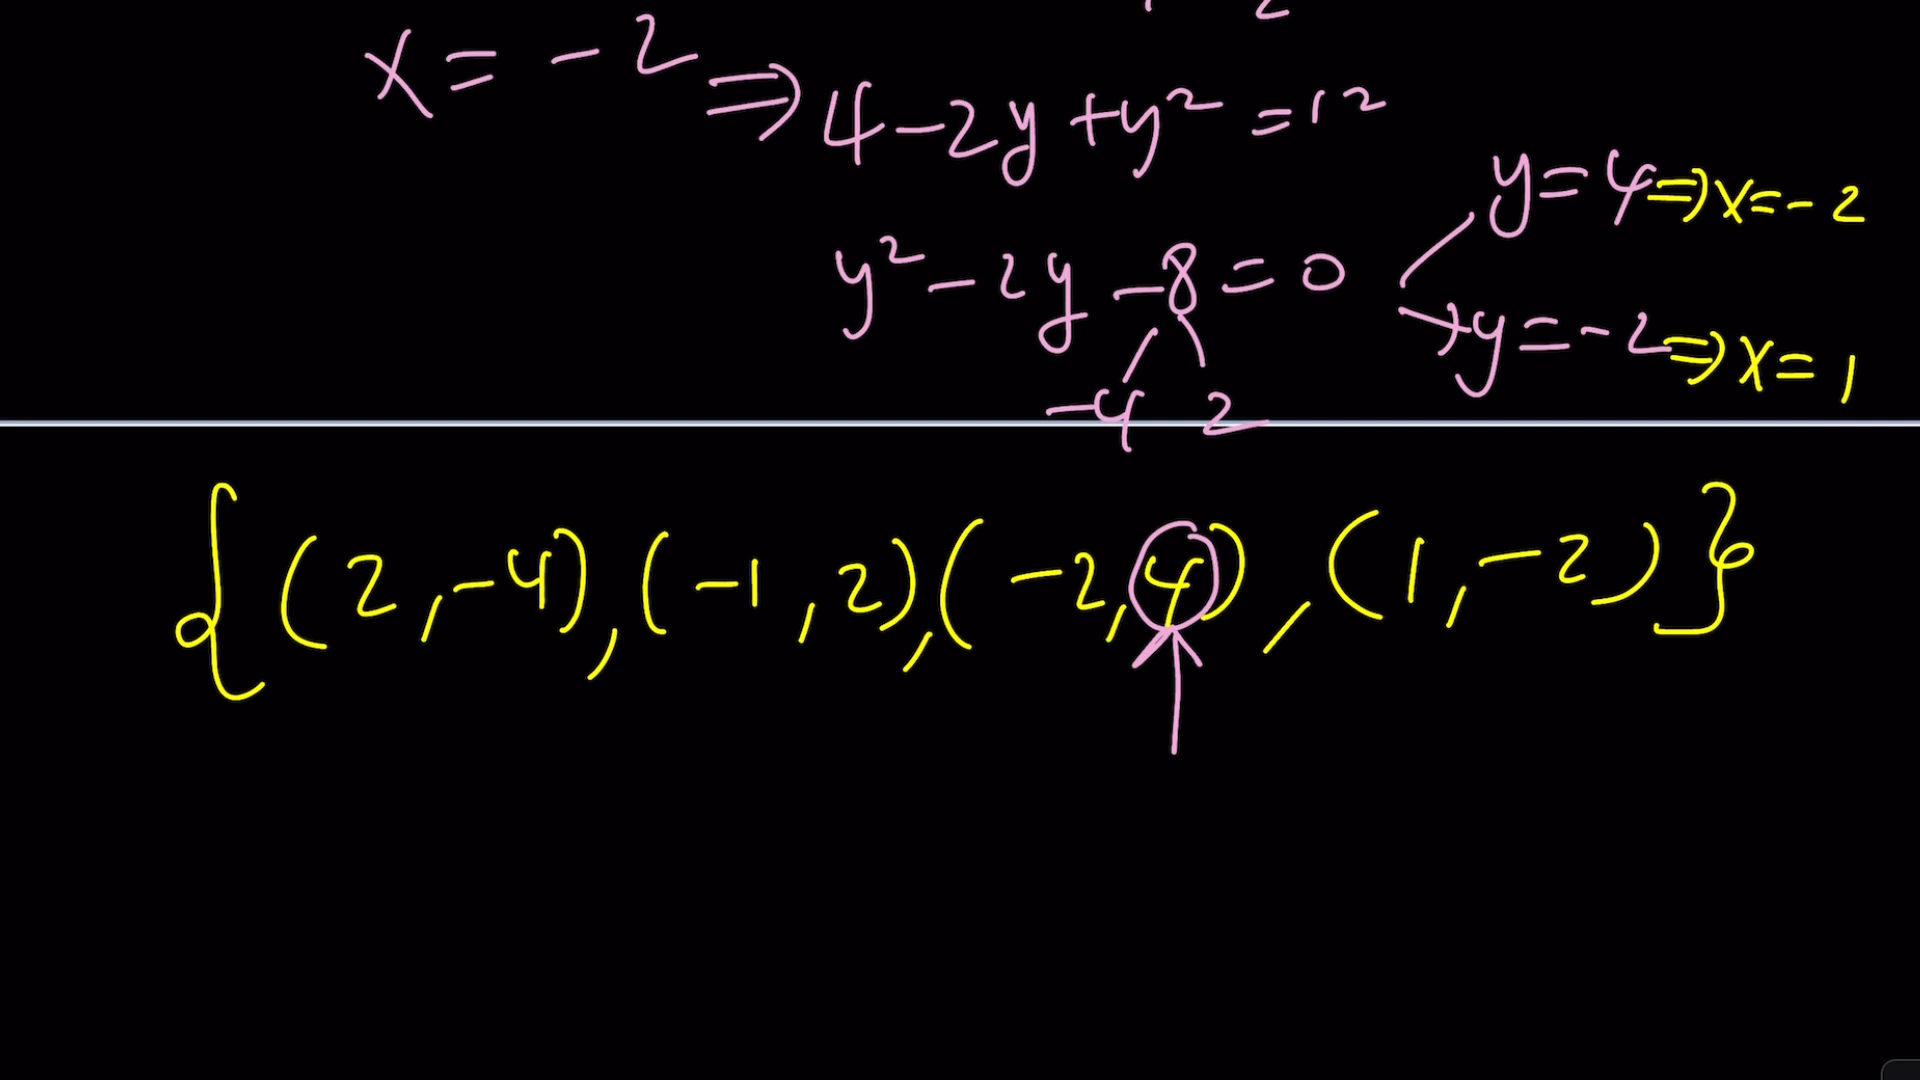 x = -2 ⇒ 4-2y+y² = 12
y = 4 ⇒ x = -2
y² - 2y - 8 = 0
y = -2 ⇒ x = 1
-4 2
{(2,-4),(-1,2),(-2,4),(1,-2)}